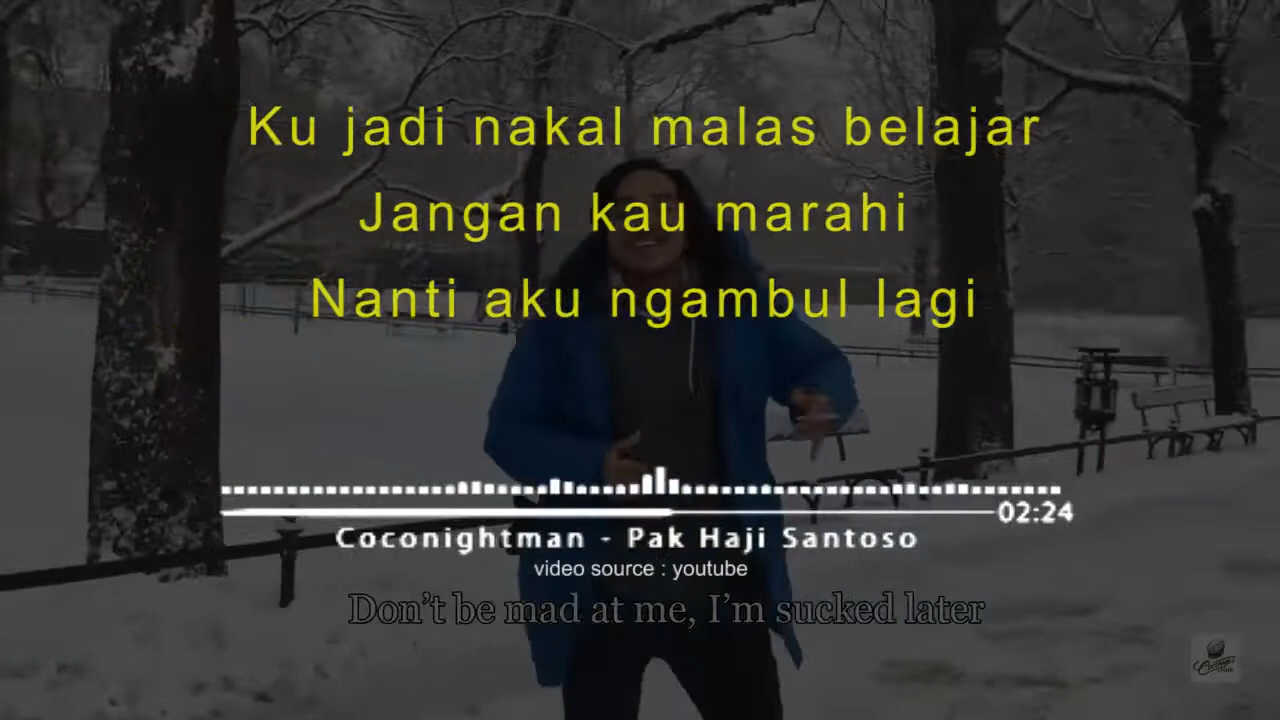 Ku jadi nakal malas belajar
Jangan kau marahi
Nanti aku ngambul lagi
02:24
Coconightman - Pak Haji Santoso
video source : youtube
Don't be mad at me, I'm sucked later